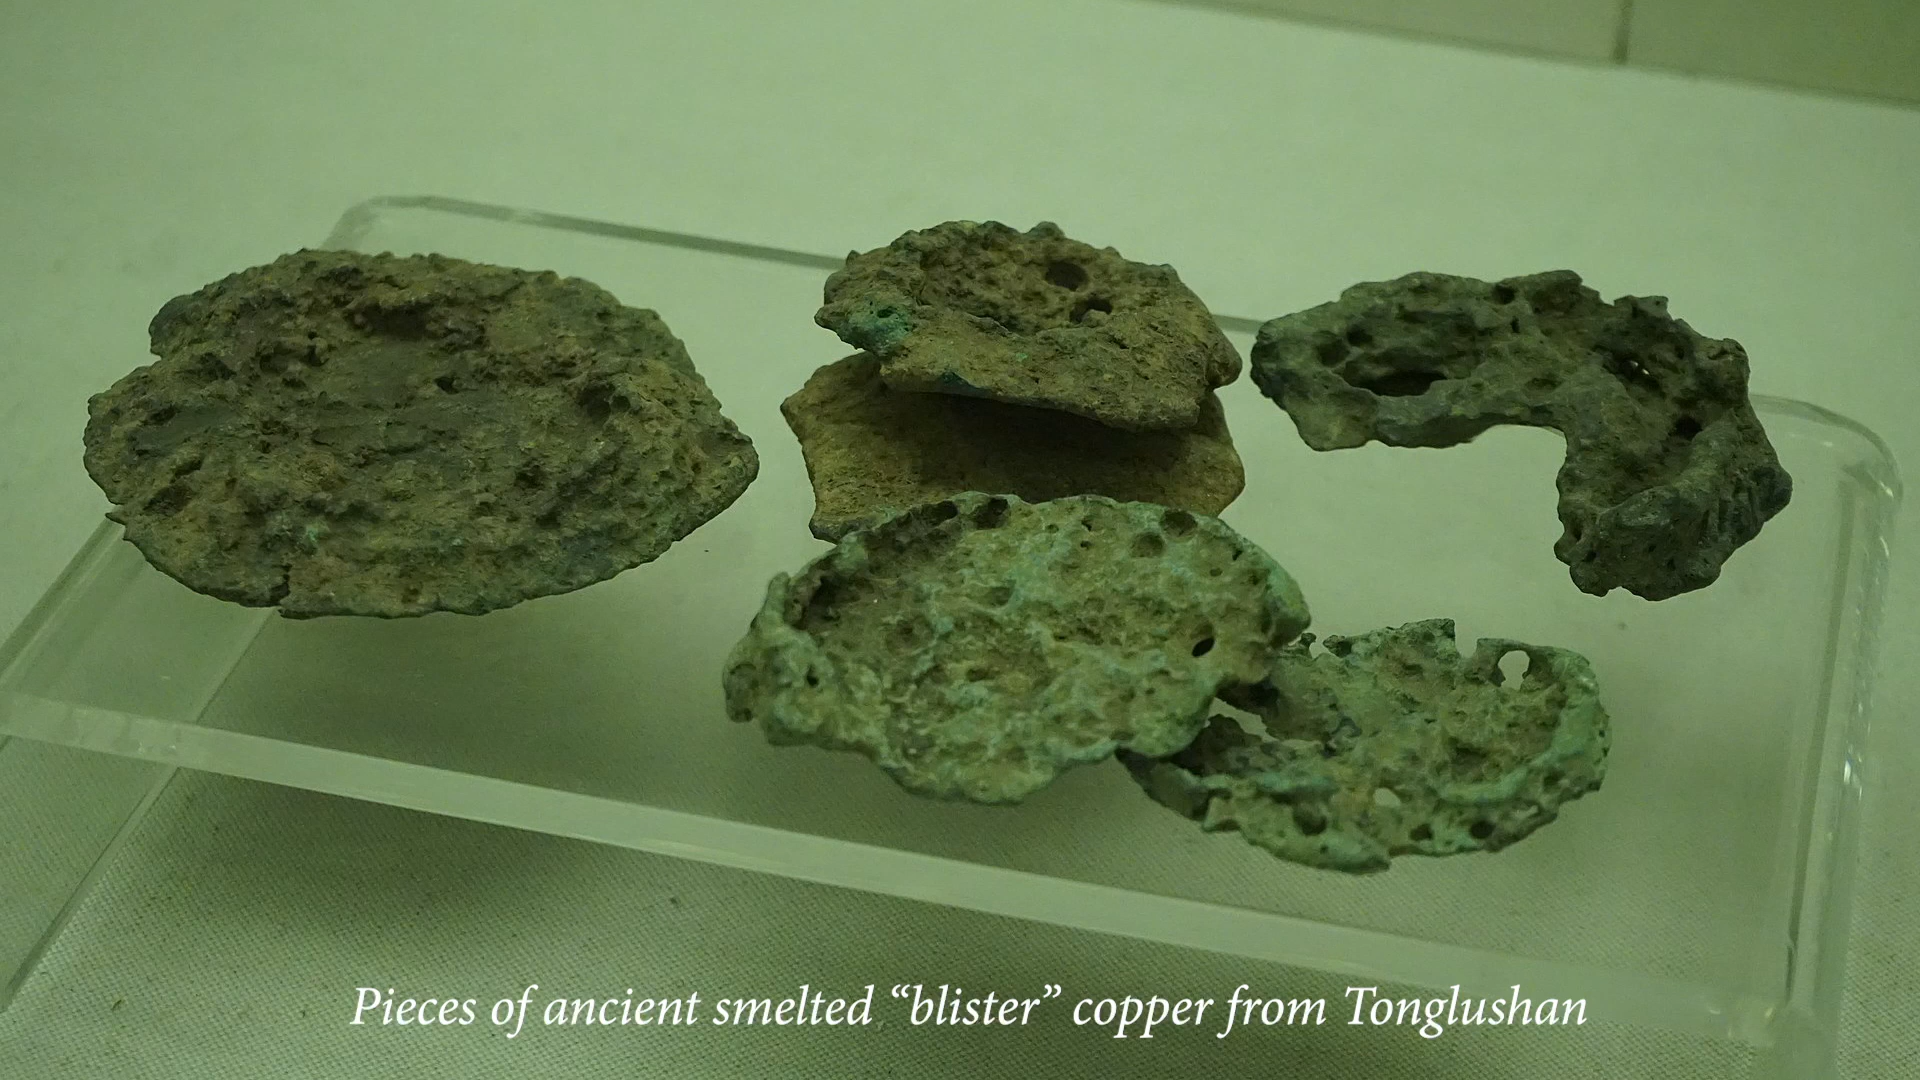 Pieces of ancient smelted “blister” copper from Tonglushan